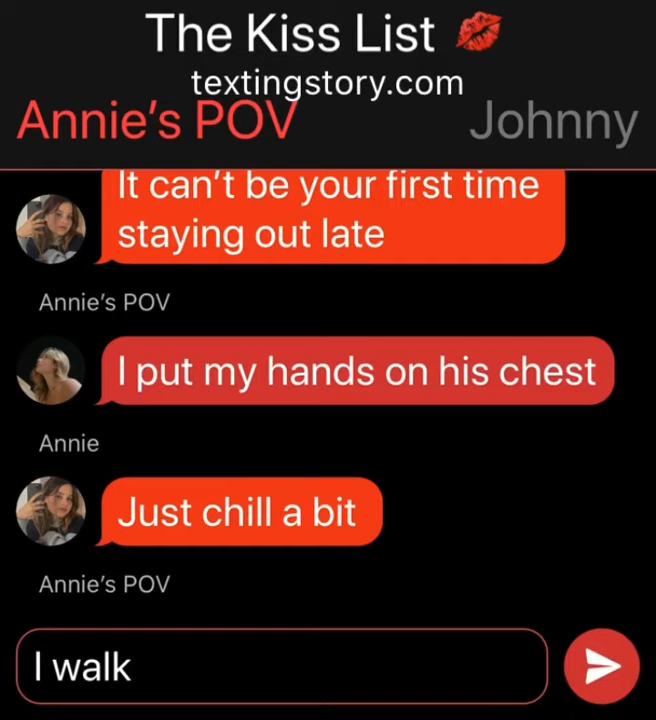 The Kiss List 💋
textingstory.com
Annie's POV Johnny
It can't be your first time
staying out late
Annie's POV
I put my hands on his chest
Annie
Just chill a bit
Annie's POV
I walk